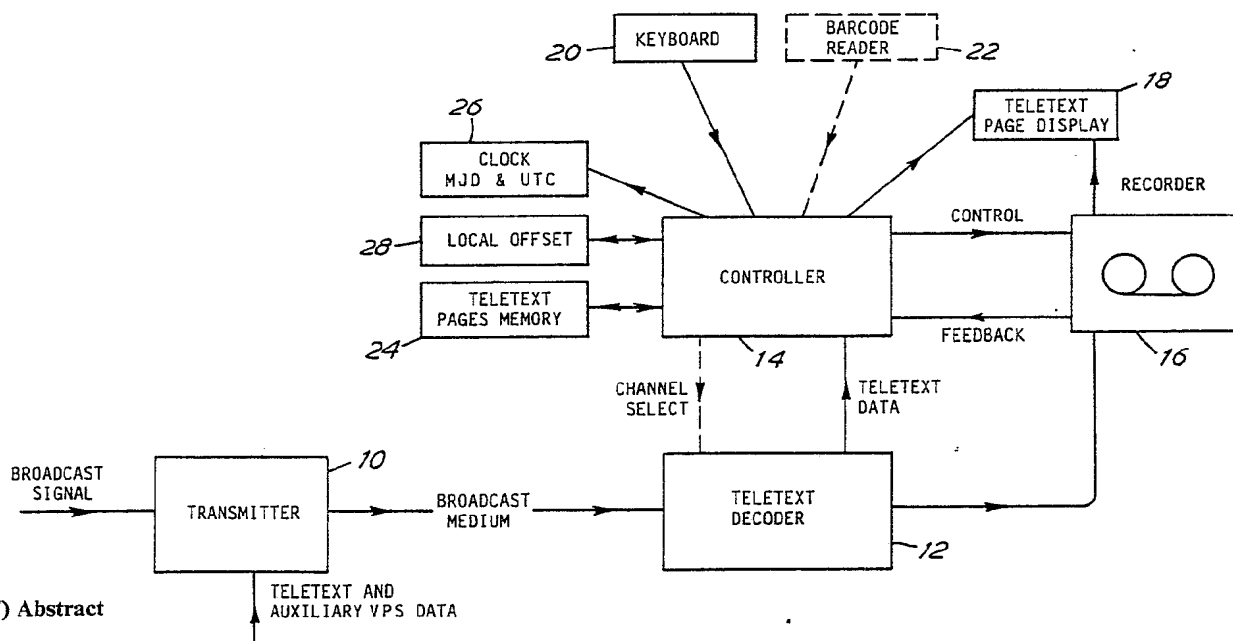 KEYBOARD
20
BARCODE
READER
22
18
TELETEXT
PAGE DISPLAY
26
CLOCK
MJD & UTC
RECORDER
28
LOCAL OFFSET
CONTROL
CONTROLLER
TELETEXT
PAGES MEMORY
24
FEEDBACK
14
16
CHANNEL
SELECT
TELETEXT
DATA
10
BROADCAST
SIGNAL
TRANSMITTER
BROADCAST
MEDIUM
TELETEXT
DECODER
12
) Abstract
TELETEXT AND
AUXILIARY VPS DATA